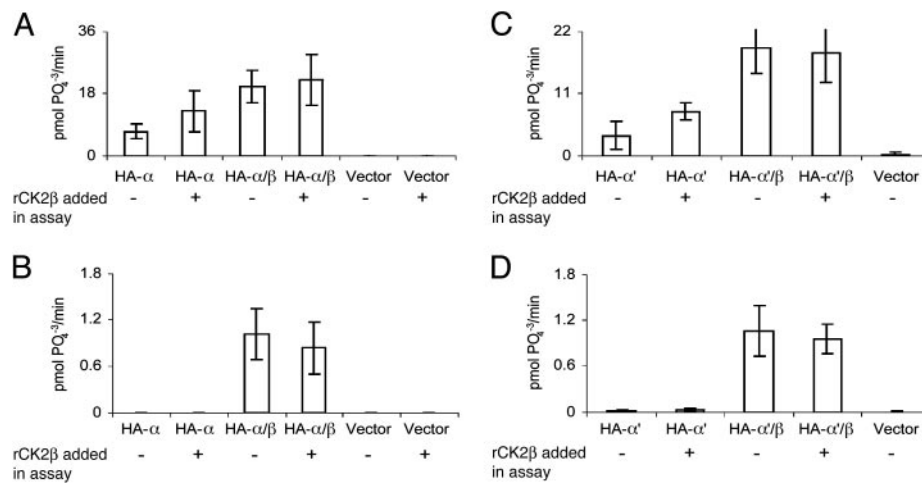 A
36
18
0
pmol PO₄⁻³/min
HA-α HA-α HA-α/β HA-α/β Vector Vector
rCK2β added in assay
- + - + - +
C
22
11
0
pmol PO₄⁻³/min
HA-α' HA-α' HA-α'/β HA-α'/β Vector
rCK2β added in assay
- + - + -
B
1.8
1.2
0.6
0
pmol PO₄⁻³/min
HA-α HA-α HA-α/β HA-α/β Vector Vector
rCK2β added in assay
- + - + - +
D
1.8
1.2
0.6
0
pmol PO₄⁻³/min
HA-α' HA-α' HA-α'/β HA-α'/β Vector
rCK2β added in assay
- + - + -